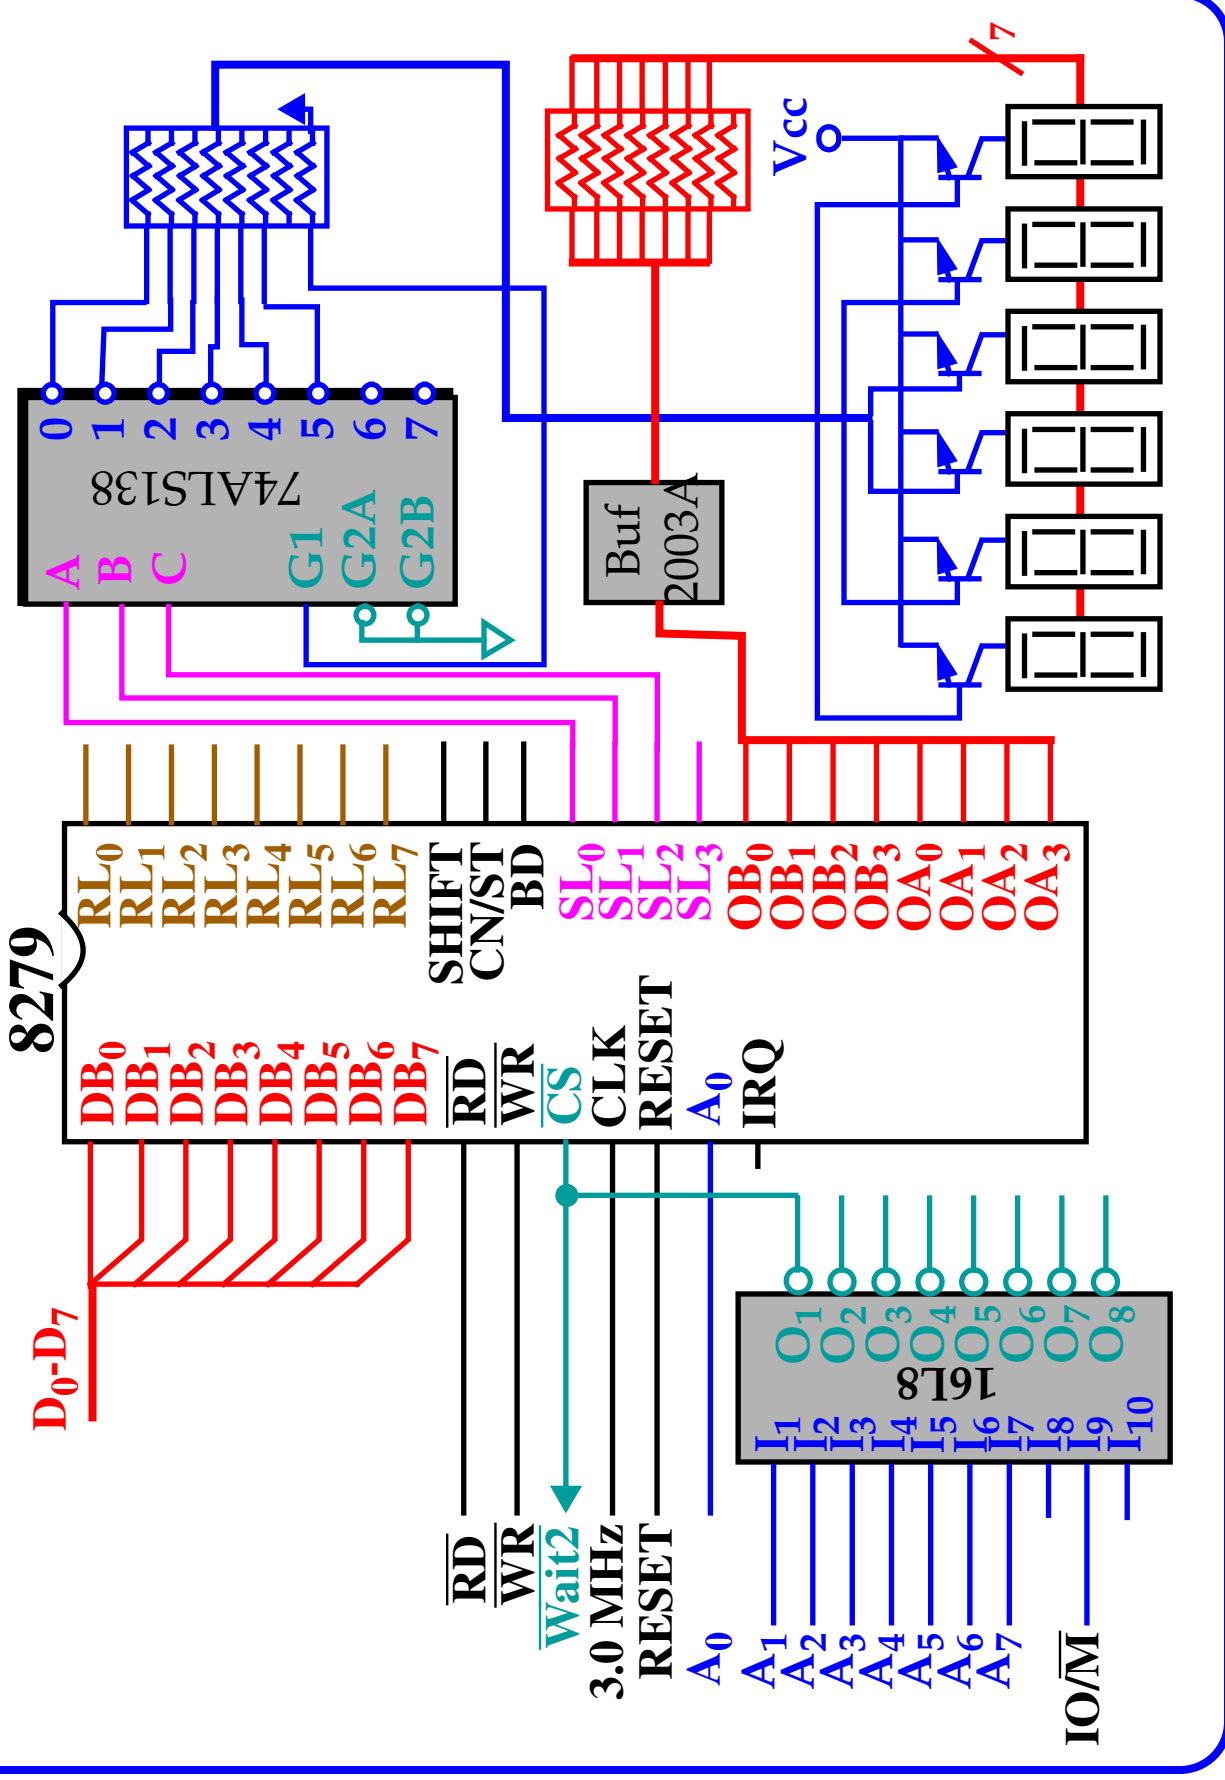 7
Vcc
0
1
2
3
4
5
6
7
74ALS138
A
B
C
G1
G2A
G2B
Buf
2003A
8279
RL0
RL1
RL2
RL3
RL4
RL5
RL6
RL7
SHIFT
CN/ST
BD
SL0
SL1
SL2
SL3
OB0
OB1
OB2
OB3
OA0
OA1
OA2
OA3
DB0
DB1
DB2
DB3
DB4
DB5
DB6
DB7
RD
WR
CS
CLK
RESET
A0
IRQ
D0-D7
O1
O2
O3
O4
O5
O6
O7
O8
16L8
I1
I2
I3
I4
I5
I6
I7
I8
I9
I10
RD
WR
Wait2
3.0 MHz
RESET
A0
A1
A2
A3
A4
A5
A6
A7
IO/M